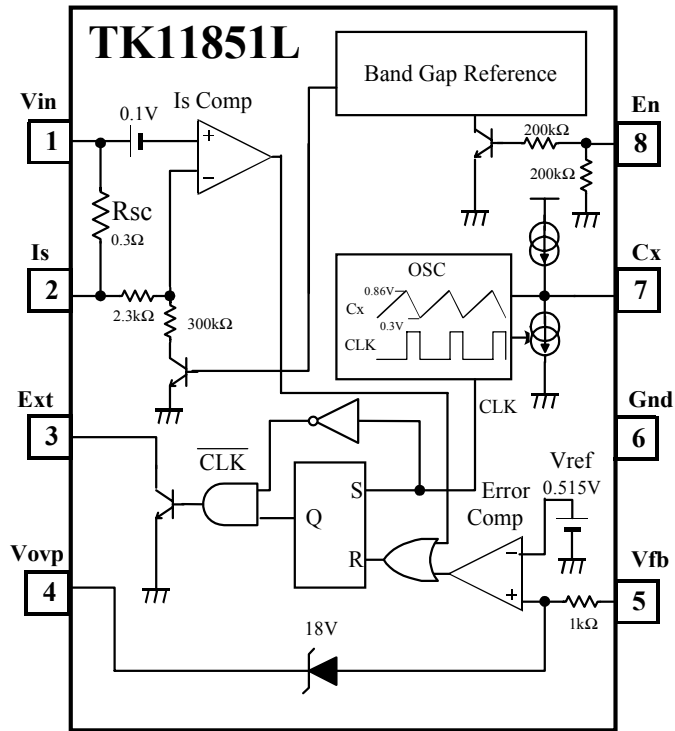 TK11851L
Band Gap Reference
Vin
1
0.1V
Is Comp
+
−
Rsc
0.3Ω
Is
2
2.3kΩ
300kΩ
En
8
200kΩ
200kΩ
OSC
0.86V
Cx
0.3V
CLK
Cx
7
CLK
Ext
3
CLK
Gnd
6
Vref
0.515V
Error
Comp
−
+
S
Q
R
Vovp
4
Vfb
5
1kΩ
18V